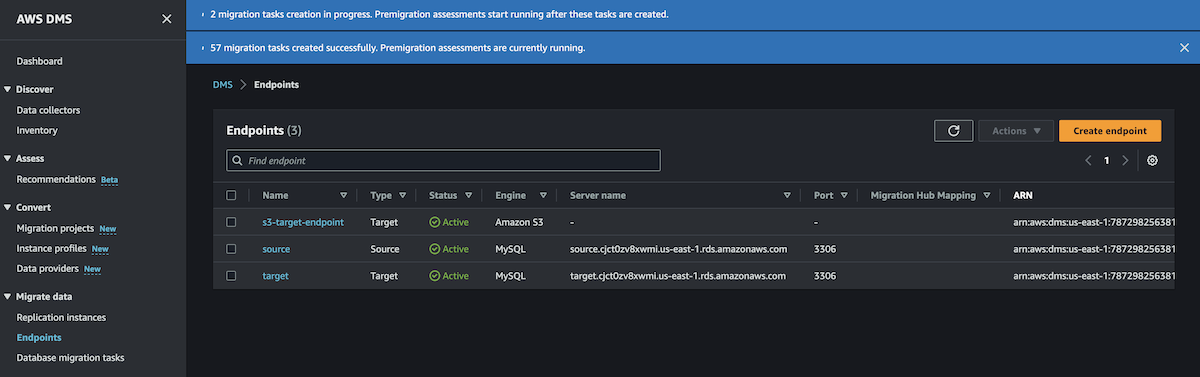 AWS DMS
2 migration tasks creation in progress. Premigration assessments start running after these tasks are created.
57 migration tasks created successfully. Premigration assessments are currently running.
Dashboard
Discover
Data collectors
Inventory
Assess
Recommendations Beta
Convert
Migration projects New
Instance profiles New
Data providers New
Migrate data
Replication instances
Endpoints
Database migration tasks
DMS > Endpoints
Endpoints (3)
Actions
Create endpoint
Find endpoint
1
Name Type Status Engine Server name Port Migration Hub Mapping ARN
s3-target-endpoint Target Active Amazon S3 - - arn:aws:dms:us-east-1:787298256381
source Source Active MySQL source.cjct0zv8xwmi.us-east-1.rds.amazonaws.com 3306 arn:aws:dms:us-east-1:787298256381
target Target Active MySQL target.cjct0zv8xwmi.us-east-1.rds.amazonaws.com 3306 arn:aws:dms:us-east-1:787298256381